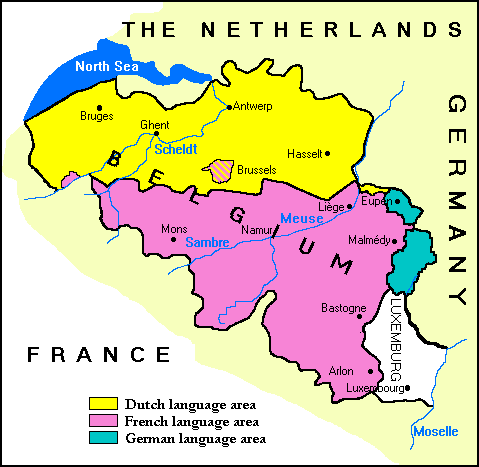 THE NETHERLANDS
North Sea
Bruges
Antwerp
Ghent
Scheldt
Hasselt
Brussels
BELGIUM
GERMANY
Eupen
Liège
Meuse
Mons
Namur
Sambre
Malmédy
Bastogne
LUXEMBURG
FRANCE
Arlon
Luxembourg
Dutch language area
French language area
German language area
Moselle